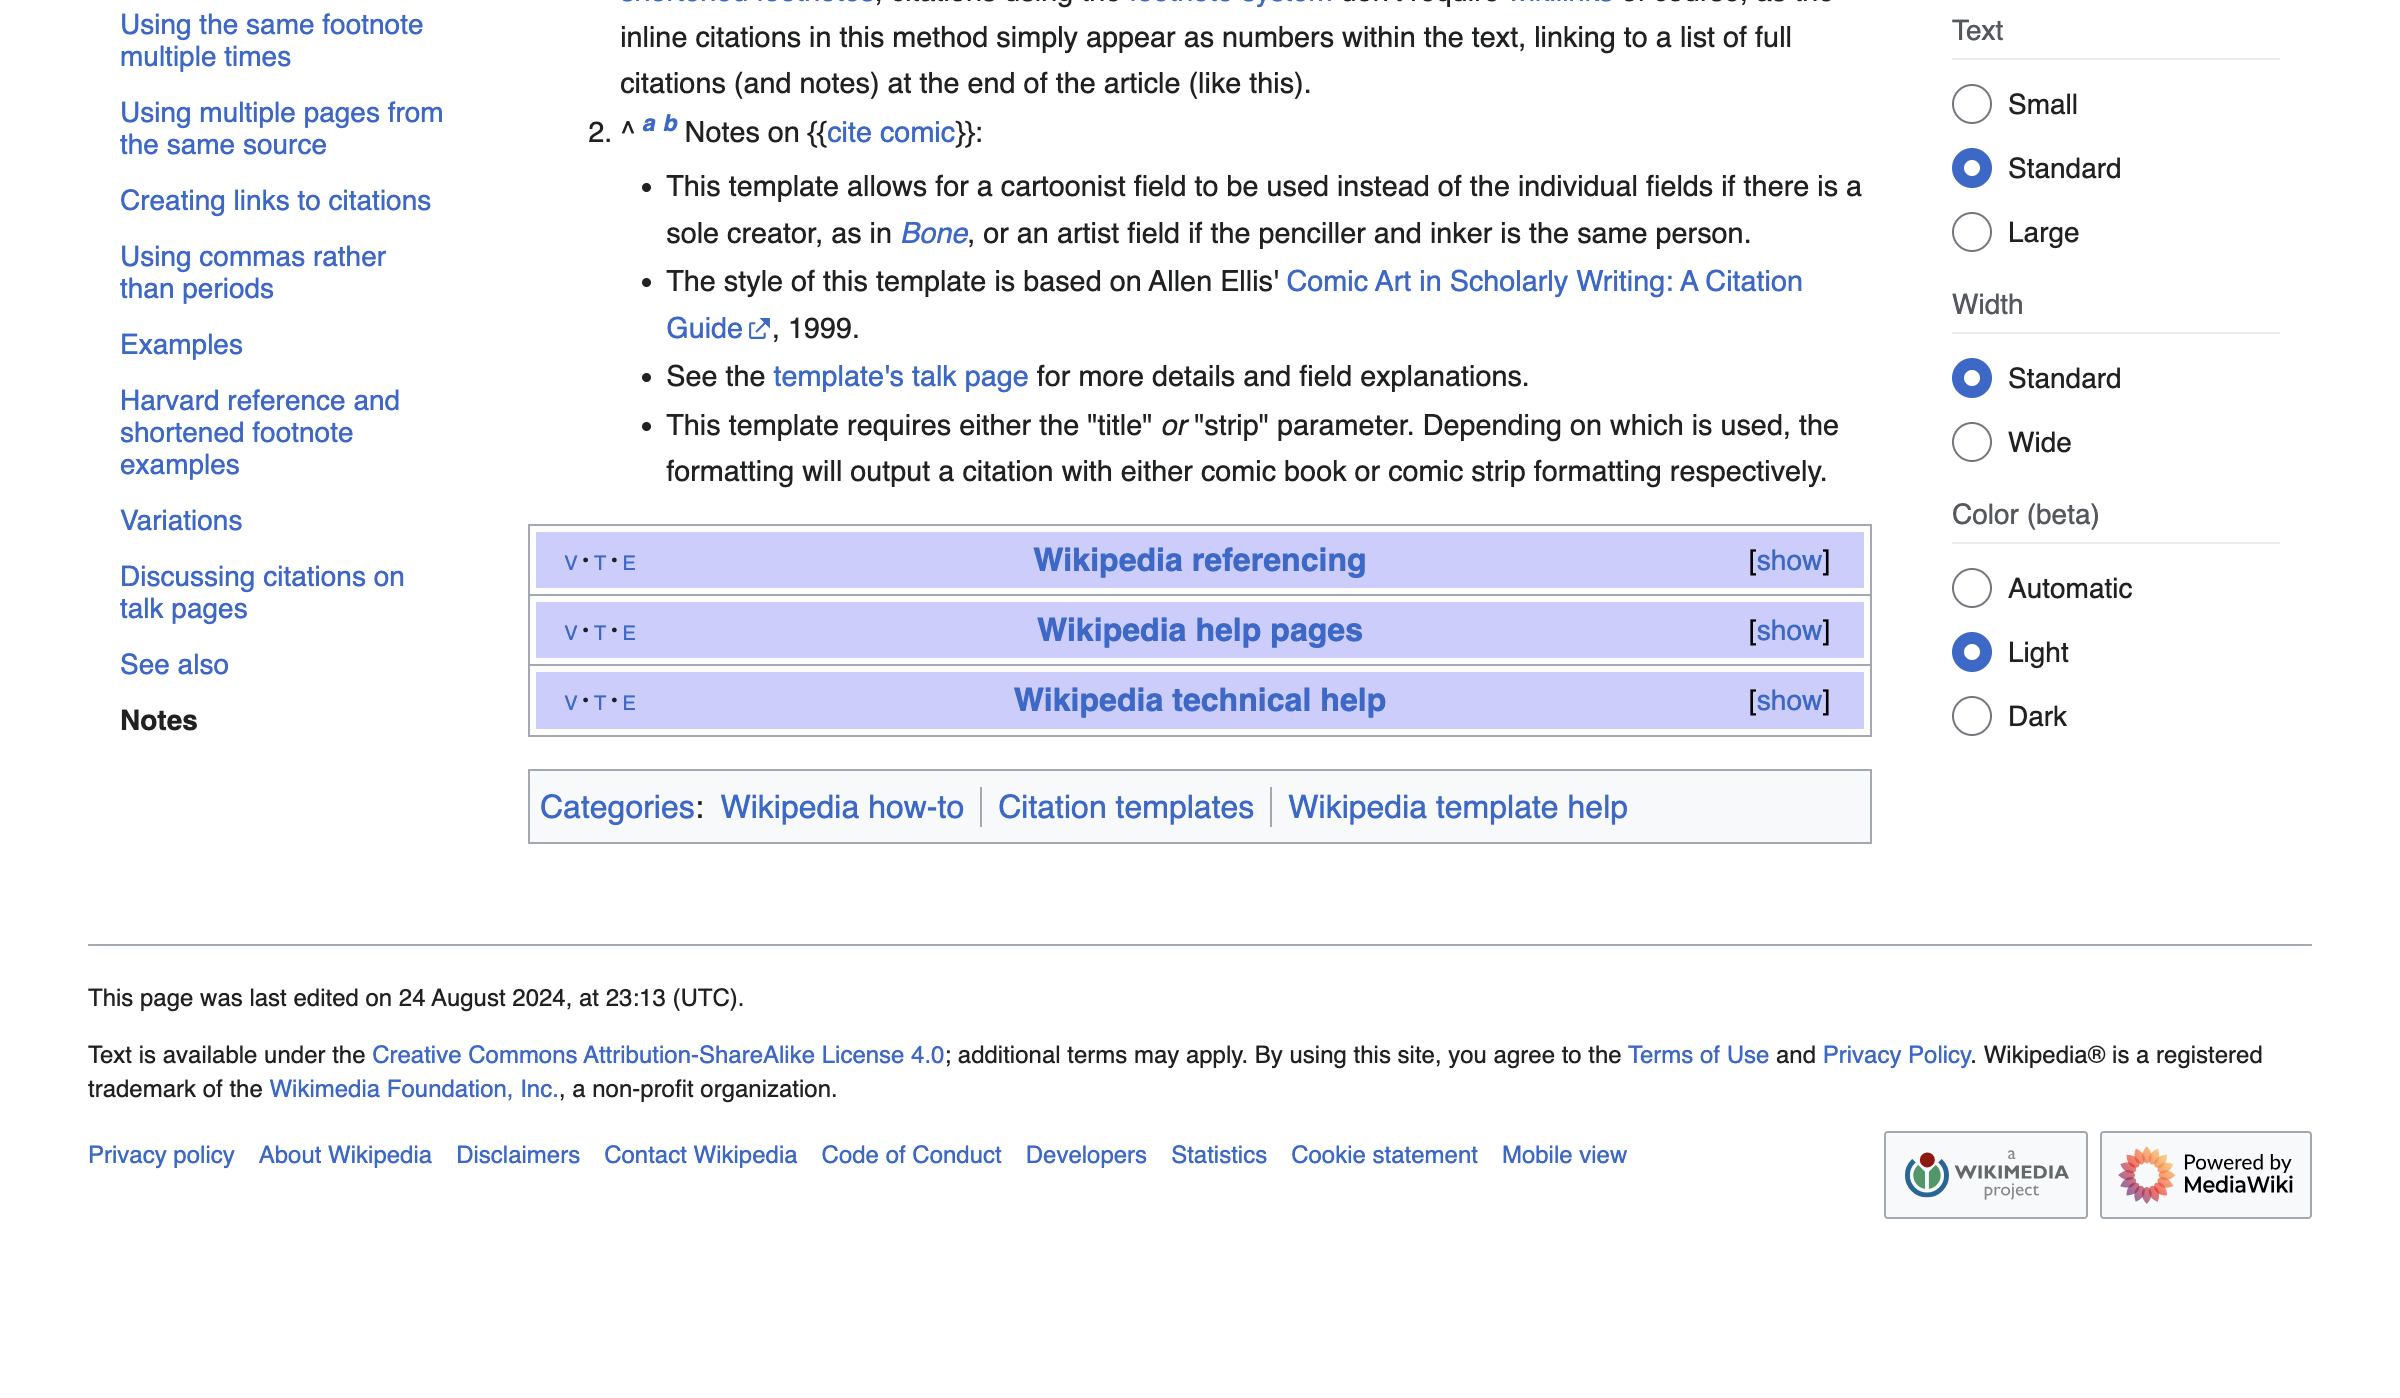 Using the same footnote
multiple times
Using multiple pages from
the same source
Creating links to citations
Using commas rather
than periods
Examples
Harvard reference and
shortened footnote
examples
Variations
Discussing citations on
talk pages
See also
Notes
shortened footnotes, citations using the footnote system don't require wikilinks of course, as the
inline citations in this method simply appear as numbers within the text, linking to a list of full
citations (and notes) at the end of the article (like this).
2. ^ a b Notes on {{cite comic}}:
• This template allows for a cartoonist field to be used instead of the individual fields if there is a
sole creator, as in Bone, or an artist field if the penciller and inker is the same person.
• The style of this template is based on Allen Ellis' Comic Art in Scholarly Writing: A Citation
Guide, 1999.
• See the template's talk page for more details and field explanations.
• This template requires either the "title" or "strip" parameter. Depending on which is used, the
formatting will output a citation with either comic book or comic strip formatting respectively.
V·T·E Wikipedia referencing [show]
V·T·E Wikipedia help pages [show]
V·T·E Wikipedia technical help [show]
Categories: Wikipedia how-to | Citation templates | Wikipedia template help
Text
Small
Standard
Large
Width
Standard
Wide
Color (beta)
Automatic
Light
Dark
This page was last edited on 24 August 2024, at 23:13 (UTC).
Text is available under the Creative Commons Attribution-ShareAlike License 4.0; additional terms may apply. By using this site, you agree to the Terms of Use and Privacy Policy. Wikipedia® is a registered
trademark of the Wikimedia Foundation, Inc., a non-profit organization.
Privacy policy About Wikipedia Disclaimers Contact Wikipedia Code of Conduct Developers Statistics Cookie statement Mobile view
a
WIKIMEDIA
project
Powered by
MediaWiki